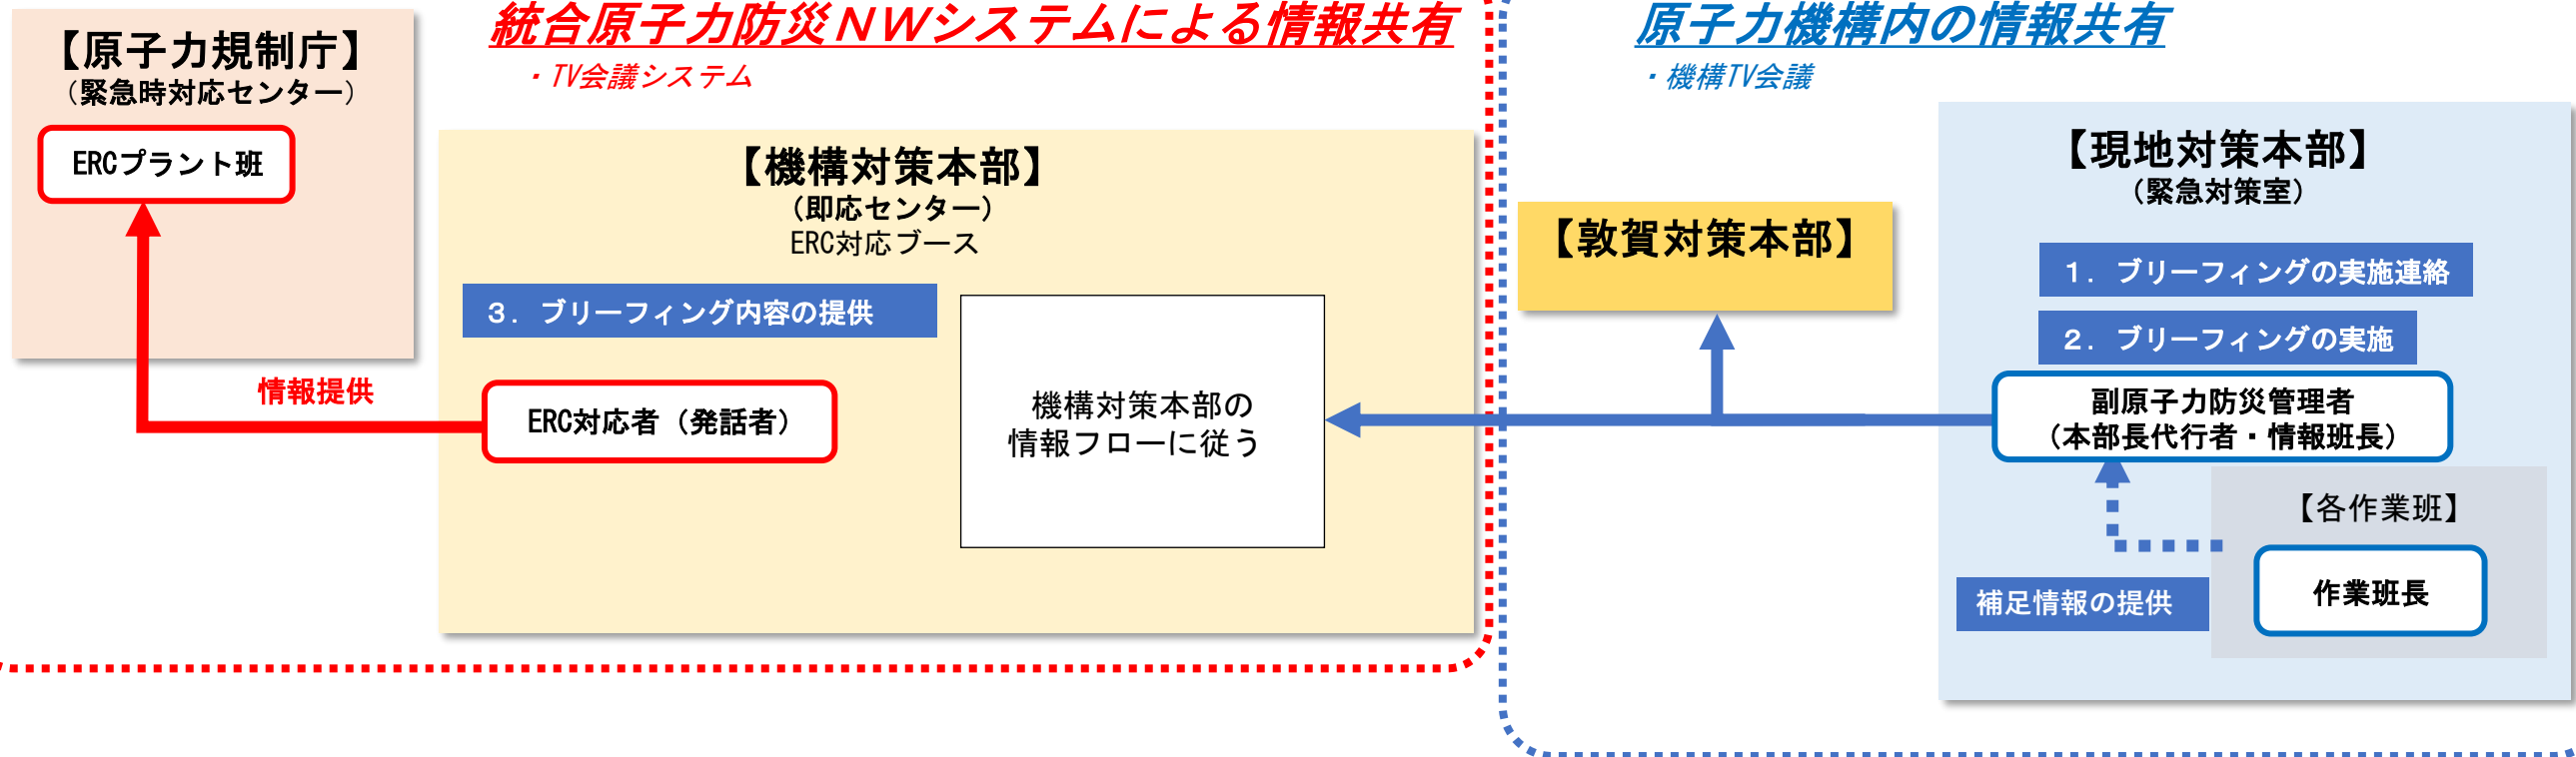 【原子力規制庁】
（緊急時対応センター）
ERCプラント班
情報提供
統合原子力防災ＮＷシステムによる情報共有
・TV会議システム
【機構対策本部】
（即応センター）
ERC対応ブース
３．ブリーフィング内容の提供
ERC対応者（発話者）
機構対策本部の
情報フローに従う
原子力機構内の情報共有
・機構TV会議
【敦賀対策本部】
【現地対策本部】
（緊急対策室）
１．ブリーフィングの実施連絡
２．ブリーフィングの実施
副原子力防災管理者
（本部長代行者・情報班長）
【各作業班】
作業班長
補足情報の提供